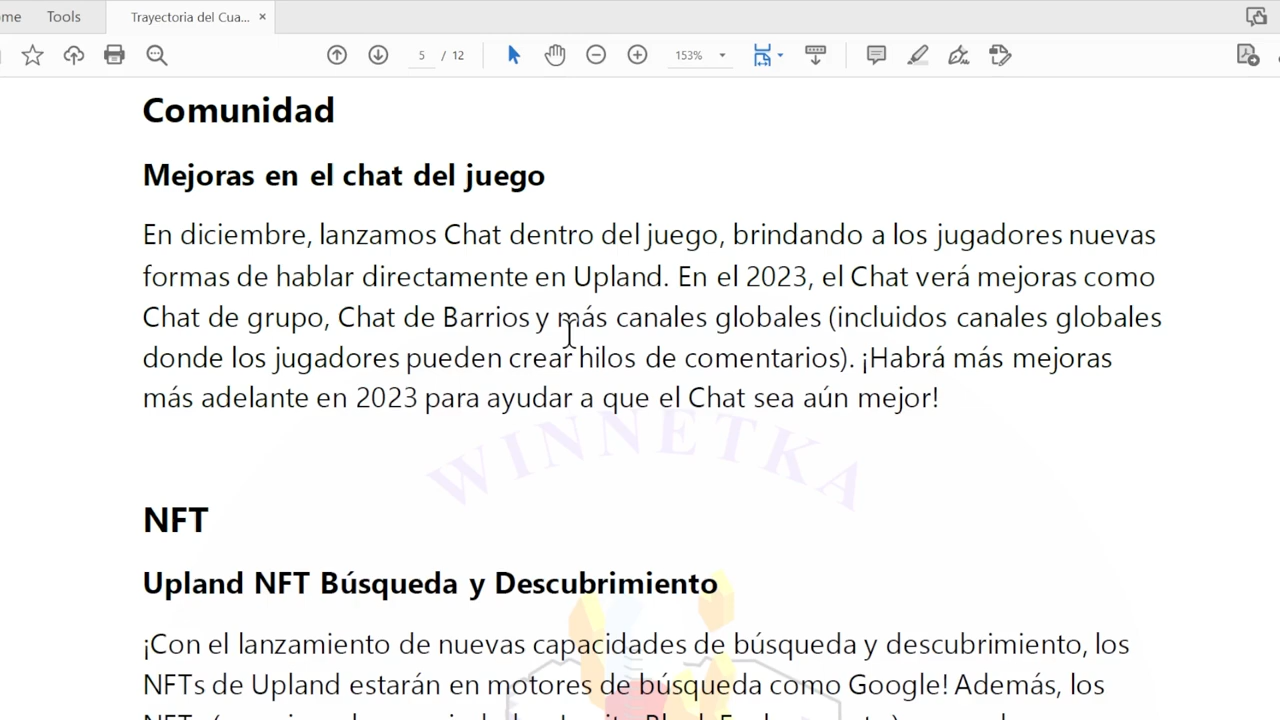 ome Tools Trayectoria del Cua... ×
5 / 12 153%
Comunidad
Mejoras en el chat del juego
En diciembre, lanzamos Chat dentro del juego, brindando a los jugadores nuevas
formas de hablar directamente en Upland. En el 2023, el Chat verá mejoras como
Chat de grupo, Chat de Barrios y más canales globales (incluidos canales globales
donde los jugadores pueden crear hilos de comentarios). ¡Habrá más mejoras
más adelante en 2023 para ayudar a que el Chat sea aún mejor!
WINNETKA
NFT
Upland NFT Búsqueda y Descubrimiento
¡Con el lanzamiento de nuevas capacidades de búsqueda y descubrimiento, los
NFTs de Upland estarán en motores de búsqueda como Google! Además, los